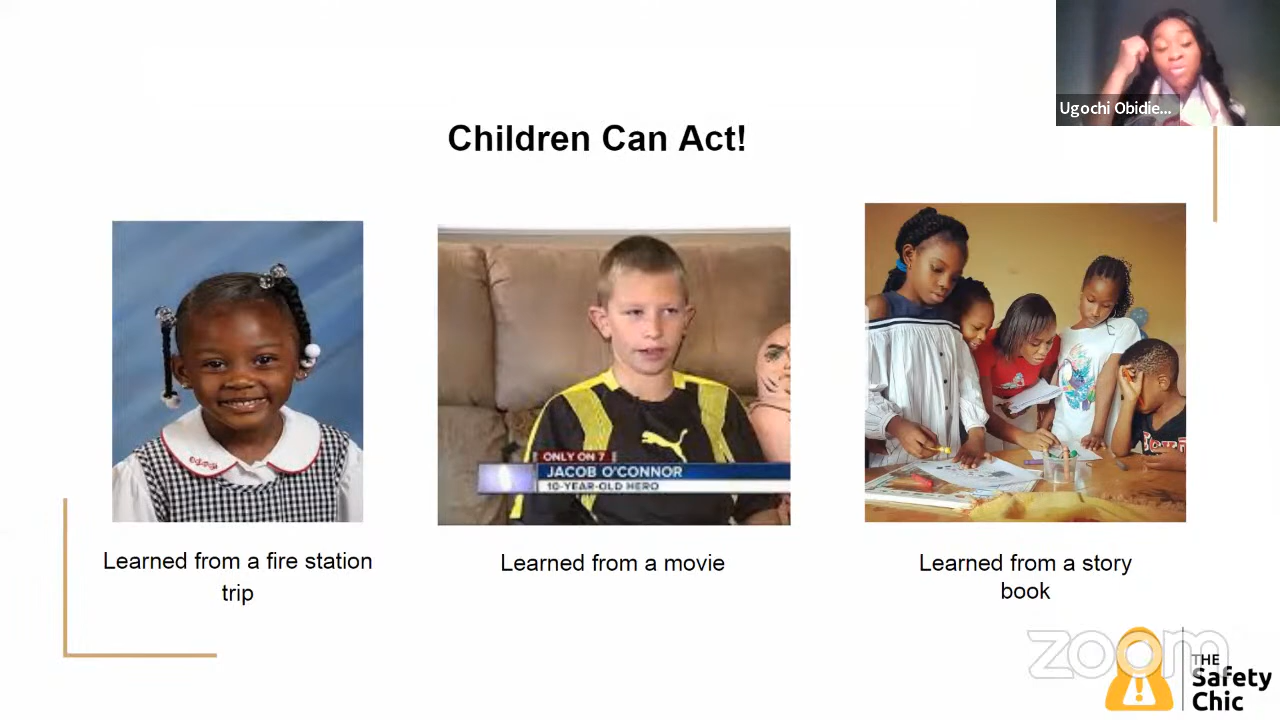 Ugochi Obidie...
Children Can Act!
ONLY ON 7
JACOB O'CONNOR
10-YEAR-OLD HERO
Learned from a fire station
trip
Learned from a movie
Learned from a story
book
zoom
THE
Safety
Chic